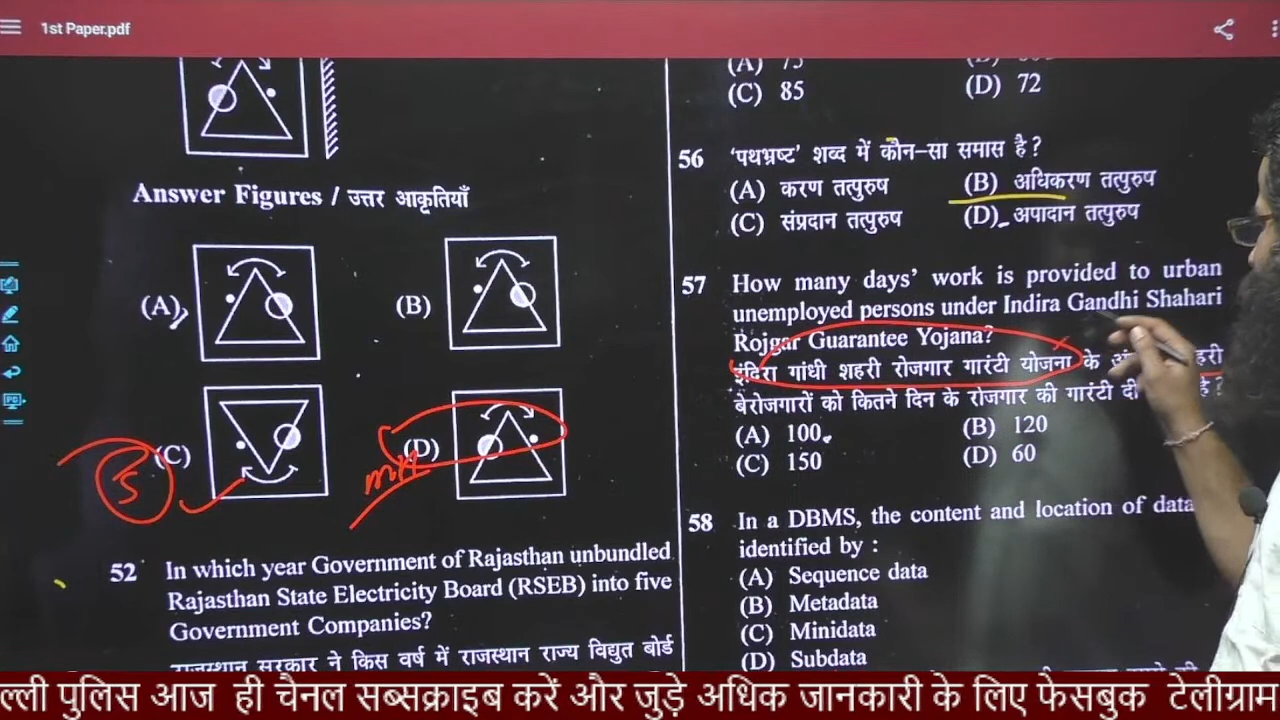 1st Paper.pdf
Answer Figures / उत्तर आकृतियाँ
(A)
(B)
(C)
(D)
5
52 In which year Government of Rajasthan unbundled
Rajasthan State Electricity Board (RSEB) into five
Government Companies?
राजस्थान सरकार ने किस वर्ष में राजस्थान राज्य विद्युत बोर्ड
(C) 85
(D) 72
56 ‘पथभ्रष्ट’ शब्द में कौन-सा समास है ?
(A) करण तत्पुरुष
(B) अधिकरण तत्पुरुष
(C) संप्रदान तत्पुरुष
(D) अपादान तत्पुरुष
57 How many days’ work is provided to urban
unemployed persons under Indira Gandhi Shahari
Rojgar Guarantee Yojana?
इंदिरा गांधी शहरी रोजगार गारंटी योजना के
बेरोजगारों को कितने दिन के रोजगार की गारंटी दी है ?
(A) 100
(B) 120
(C) 150
(D) 60
58 In a DBMS, the content and location of data
identified by :
(A) Sequence data
(B) Metadata
(C) Minidata
(D) Subdata
ल्ली पुलिस आज ही चैनल सब्सक्राइब करें और जुड़े अधिक जानकारी के लिए फेसबुक टेलीग्राम